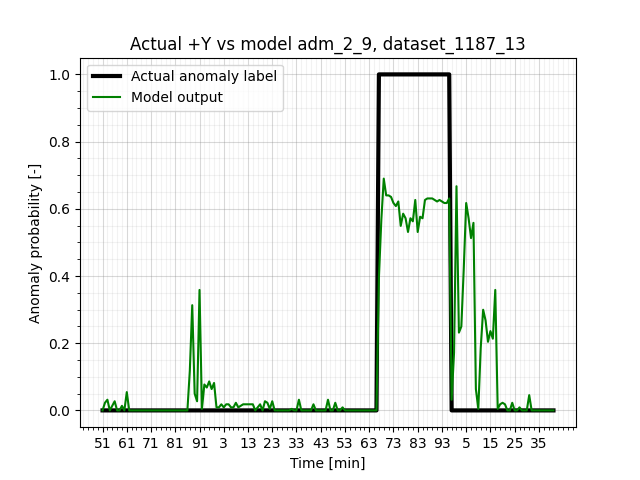 Actual +Y vs model adm_2_9, dataset_1187_13
Actual anomaly label
Model output
Anomaly probability [-]
1.0
0.8
0.6
0.4
0.2
0.0
51 61 71 81 91 3 13 23 33 43 53 63 73 83 93 5 15 25 35
Time [min]